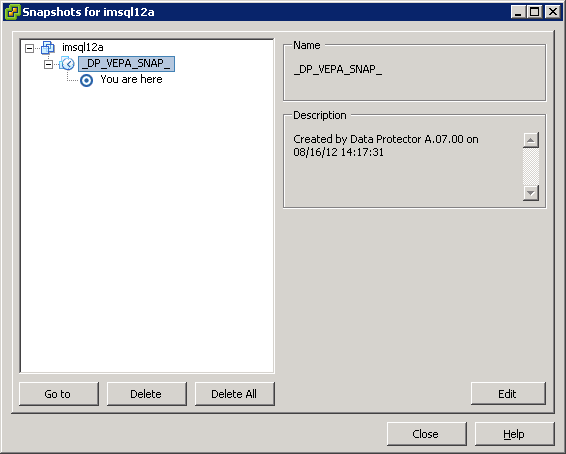 Snapshots for imsql12a
imsql12a
_DP_VEPA_SNAP_
You are here
Name
_DP_VEPA_SNAP_
Description
Created by Data Protector A.07.00 on
08/16/12 14:17:31
Go to
Delete
Delete All
Edit
Close
Help